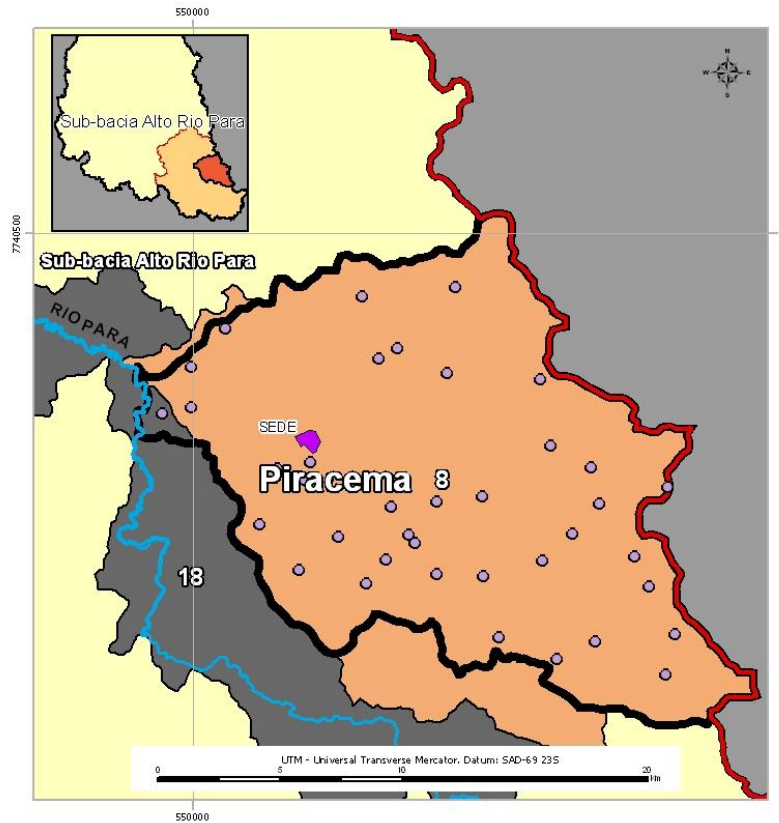 550000
N
W E
S
Sub-bacia Alto Rio Para
7740500
Sub-bacia Alto Rio Para
RIO PARA
SEDE
Piracema 8
18
UTM - Universal Transverse Mercator. Datum: SAD-69 23S
0 5 10 20
Km
550000